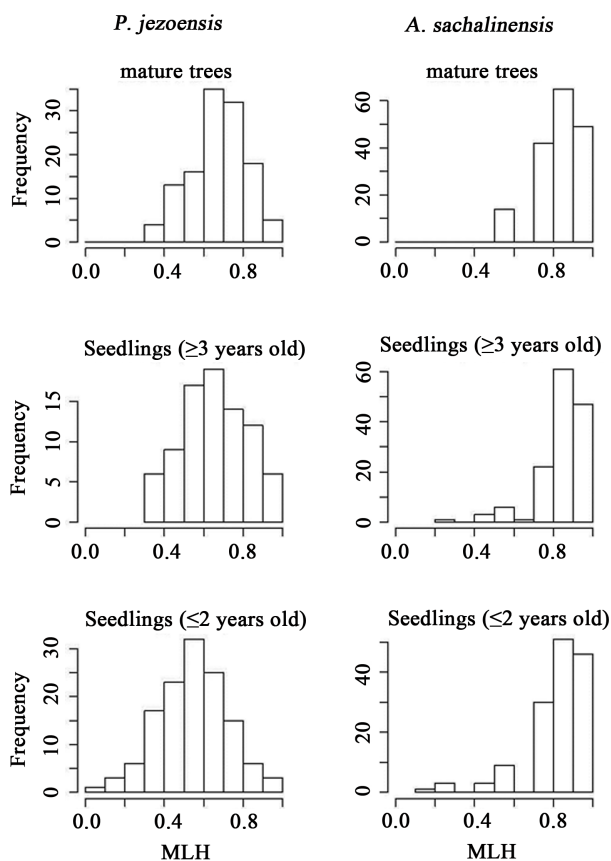 P. jezoensis
A. sachalinensis
mature trees
mature trees
Frequency
0 10 20 30
0 20 40 60
0.0 0.4 0.8
0.0 0.4 0.8
Seedlings (≥3 years old)
Seedlings (≥3 years old)
Frequency
0 5 10 15
0 20 40 60
0.0 0.4 0.8
0.0 0.4 0.8
Seedlings (≤2 years old)
Seedlings (≤2 years old)
Frequency
0 10 20 30
0 20 40
0.0 0.4 0.8
0.0 0.4 0.8
MLH
MLH